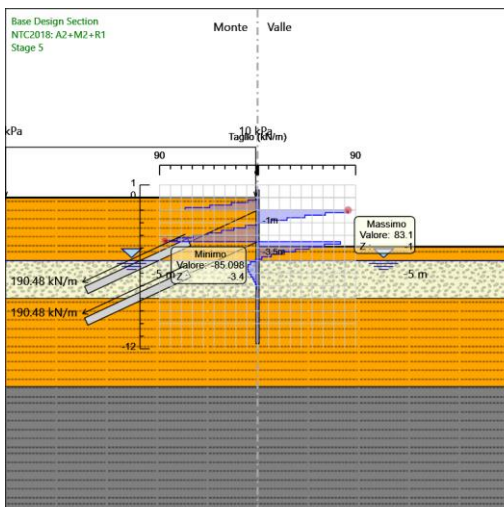 Base Design Section
NTC2018: A2+M2+R1
Stage 5
Monte
Valle
kPa
10 kPa
Taglio (kN/m)
90
90
1
0
-1m
Massimo
Valore: 83.1
Z -1
-3.5m
Minimo
Valore: -85.098
Z -3.4
-5 m
-5 m
190.48 kN/m
190.48 kN/m
-12